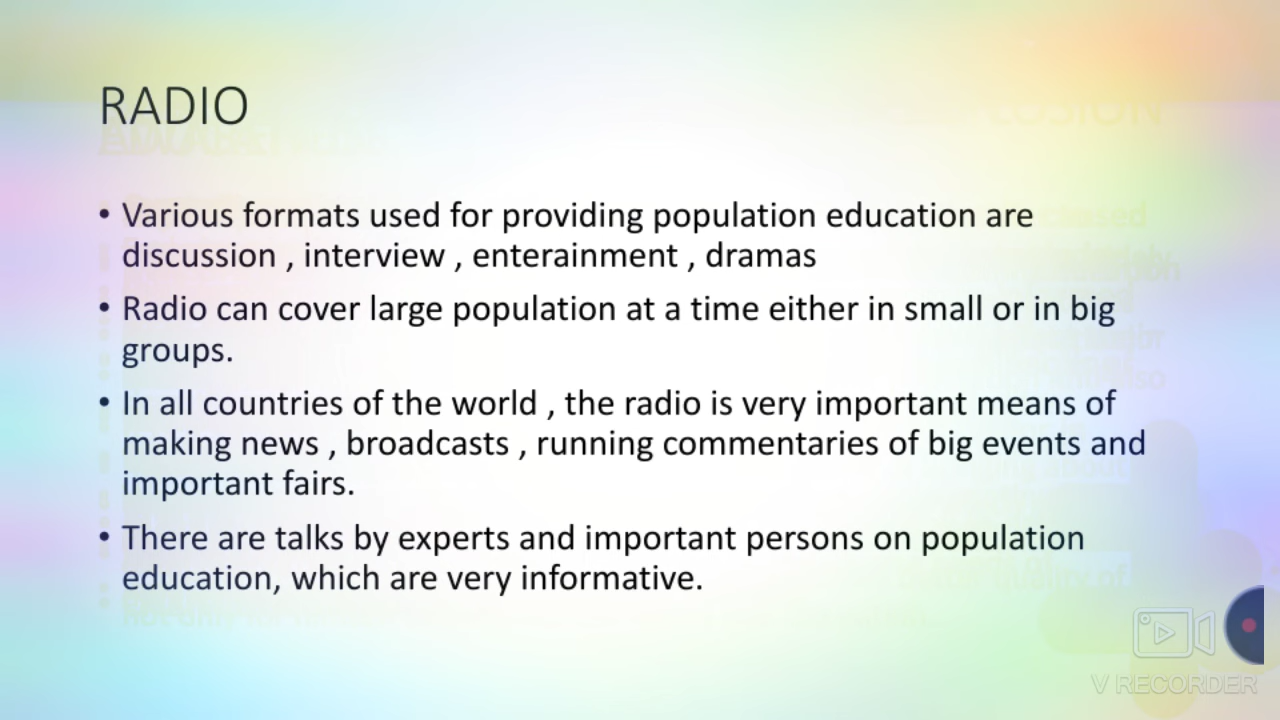 RADIO
• Various formats used for providing population education are
discussion , interview , enterainment , dramas
• Radio can cover large population at a time either in small or in big
groups.
• In all countries of the world , the radio is very important means of
making news , broadcasts , running commentaries of big events and
important fairs.
• There are talks by experts and important persons on population
education, which are very informative.
V RECORDER